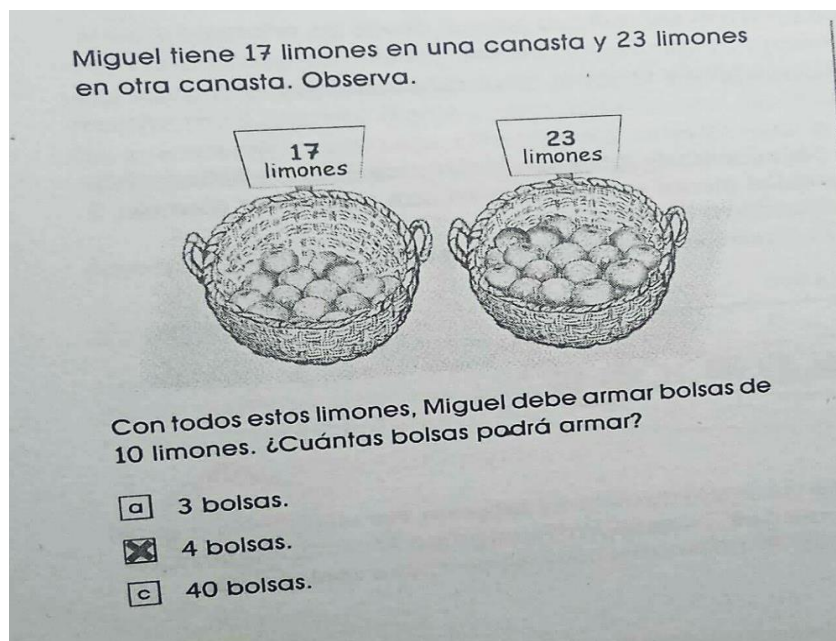 Miguel tiene 17 limones en una canasta y 23 limones
en otra canasta. Observa.
17
limones
23
limones
Con todos estos limones, Miguel debe armar bolsas de
10 limones. ¿Cuántas bolsas podrá armar?
a 3 bolsas.
4 bolsas.
c 40 bolsas.